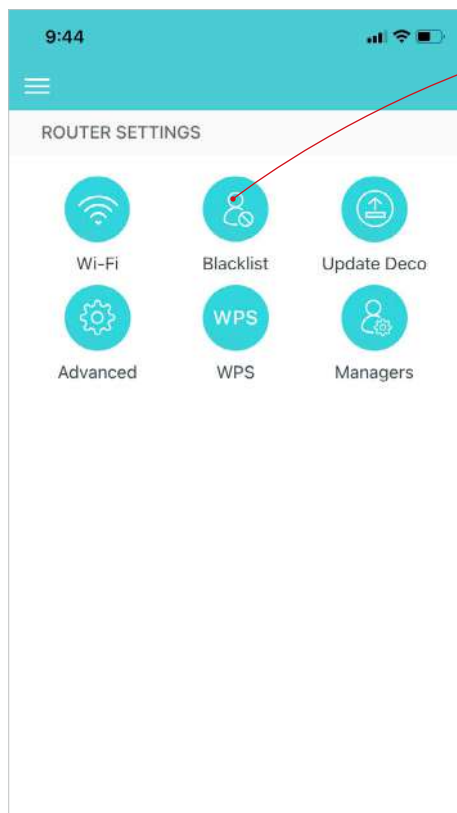 9:44
ROUTER SETTINGS
Wi-Fi Blacklist Update Deco
WPS
Advanced WPS Managers